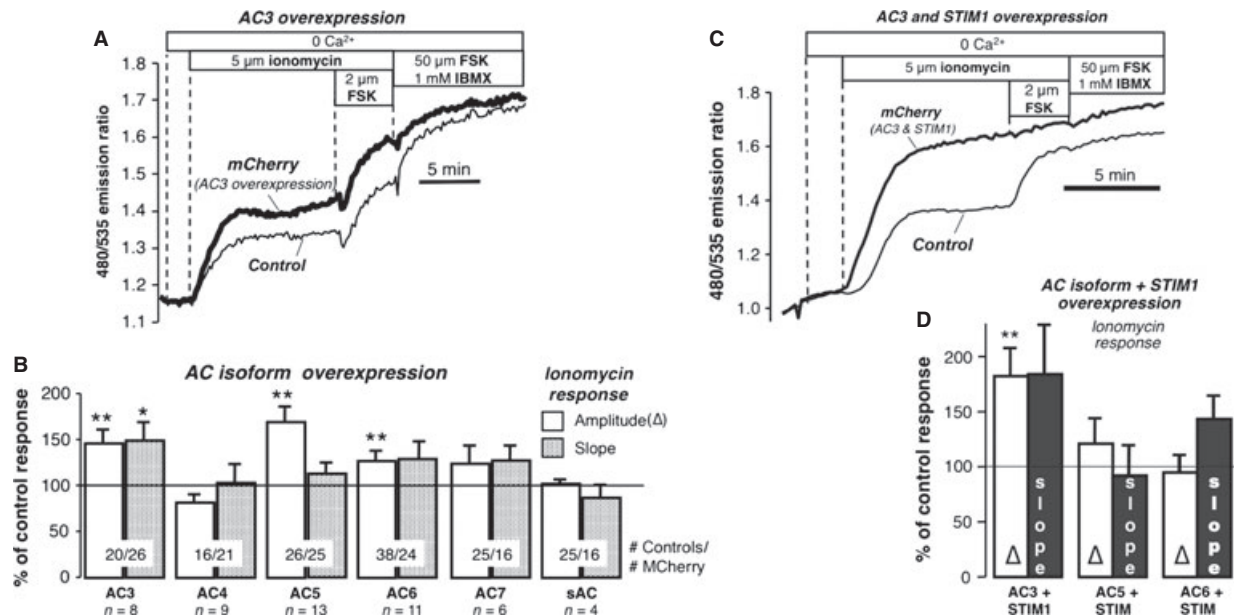 AC3 overexpression
A
0 Ca²⁺
5 µm ionomycin
50 µm FSK
1 mM IBMX
2 µm
FSK
480/535 emission ratio
1.8
1.7
1.6
1.5
1.4
1.3
1.2
1.1
mCherry
(AC3 overexpression)
Control
5 min
C
AC3 and STIM1 overexpression
0 Ca²⁺
5 µm ionomycin
50 µm FSK
1 mM IBMX
2 µm
FSK
480/535 emission ratio
1.8
1.6
1.4
1.2
1.0
mCherry
(AC3 & STIM1)
Control
5 min
B
AC isoform overexpression
Ionomycin
response
Amplitude(Δ)
Slope
% of control response
200
150
100
50
0
** *
**
**
20/26 16/21 26/25 38/24 25/16 25/16
# Controls/
# MCherry
AC3 AC4 AC5 AC6 AC7 sAC
n = 8 n = 9 n = 13 n = 11 n = 6 n = 4
D
AC isoform + STIM1
overexpression
Ionomycin
response
% of control response
200
150
100
50
0
**
Δ slope Δ slope Δ slope
AC3 + AC5 + AC6 +
STIM1 STIM STIM